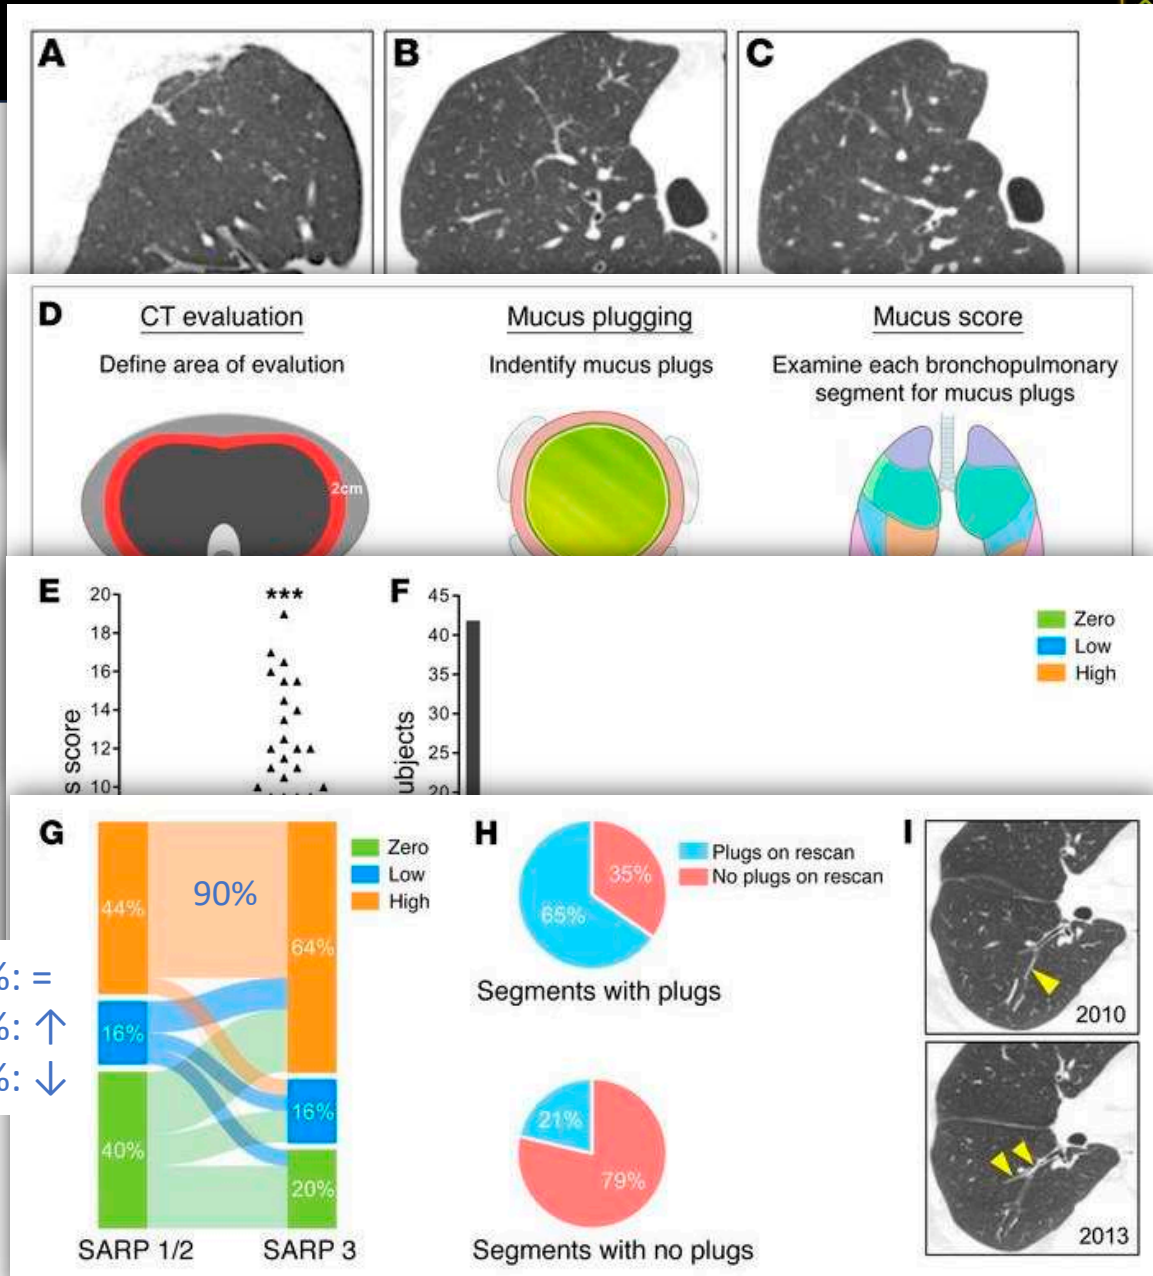 A
B
C
D
CT evaluation
Define area of evalution
Mucus plugging
Indentify mucus plugs
Mucus score
Examine each bronchopulmonary
segment for mucus plugs
2cm
E
20
18
16
14
12
10
s score
***
F
45
40
35
30
25
20
ubjects
Zero
Low
High
G
44%
16%
40%
90%
64%
16%
20%
Zero
Low
High
SARP 1/2
SARP 3
%: =
%: ↑
%: ↓
H
35%
65%
Plugs on rescan
No plugs on rescan
Segments with plugs
21%
79%
Segments with no plugs
I
2010
2013